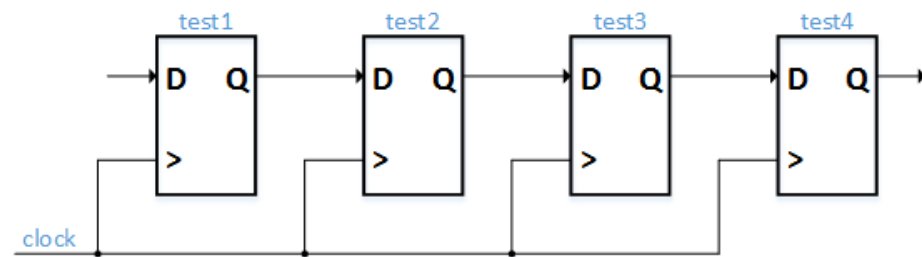 test1 test2 test3 test4
D Q D Q D Q D Q
> > > >
clock